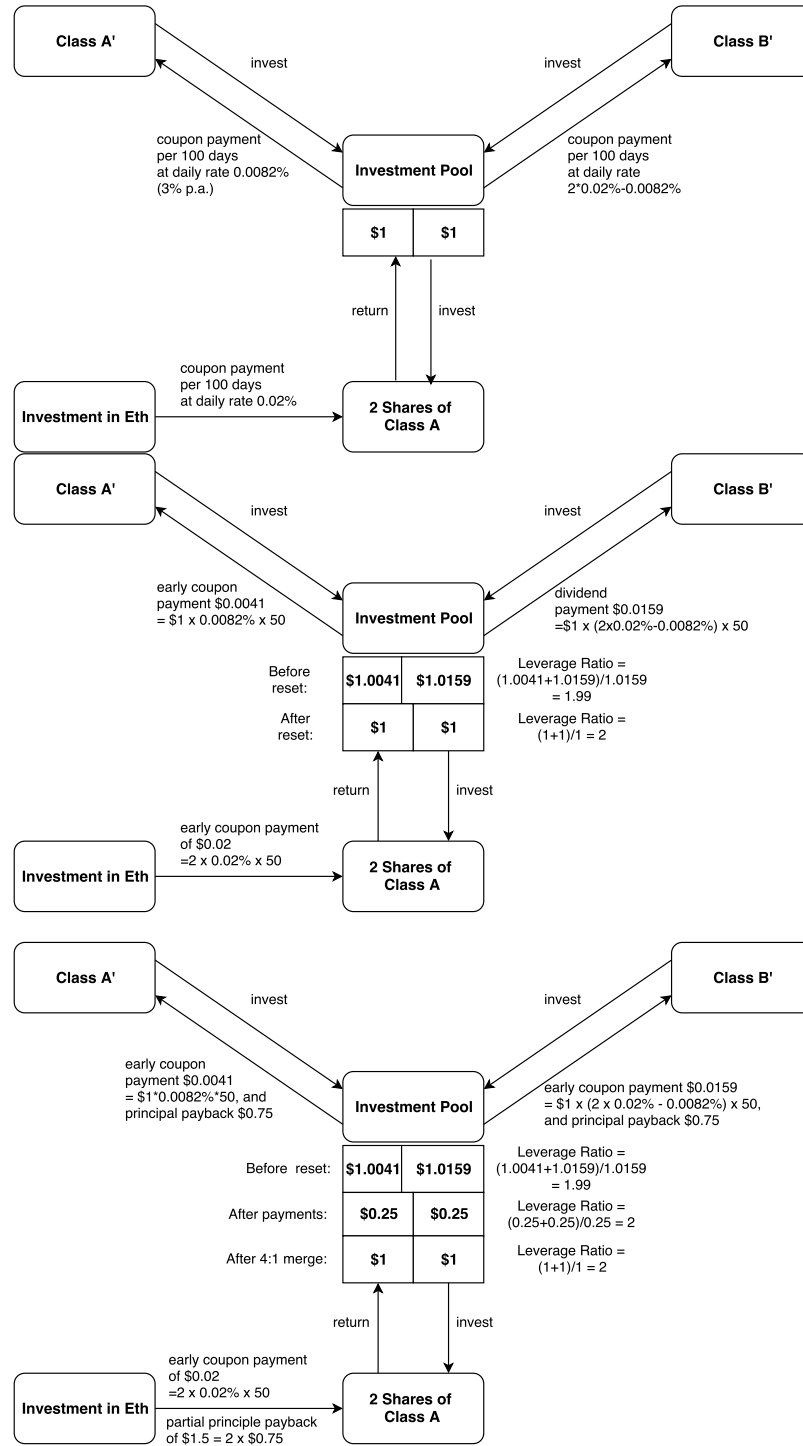 Class A'
Class B'
invest
invest
coupon payment
per 100 days
at daily rate 0.0082%
(3% p.a.)
coupon payment
per 100 days
at daily rate
2*0.02%-0.0082%
Investment Pool
$1
$1
return
invest
coupon payment
per 100 days
at daily rate 0.02%
Investment in Eth
2 Shares of
Class A
Class A'
Class B'
invest
invest
early coupon
payment $0.0041
= $1 x 0.0082% x 50
dividend
payment $0.0159
=$1 x (2x0.02%-0.0082%) x 50
Investment Pool
Before
reset:
$1.0041
$1.0159
Leverage Ratio =
(1.0041+1.0159)/1.0159
= 1.99
After
reset:
$1
$1
Leverage Ratio =
(1+1)/1 = 2
return
invest
early coupon payment
of $0.02
=2 x 0.02% x 50
Investment in Eth
2 Shares of
Class A
Class A'
Class B'
invest
invest
early coupon
payment $0.0041
= $1*0.0082%*50, and
principal payback $0.75
early coupon payment $0.0159
= $1 x (2 x 0.02% - 0.0082%) x 50,
and principal payback $0.75
Investment Pool
Before reset:
$1.0041
$1.0159
Leverage Ratio =
(1.0041+1.0159)/1.0159
= 1.99
After payments:
$0.25
$0.25
Leverage Ratio =
(0.25+0.25)/0.25 = 2
After 4:1 merge:
$1
$1
Leverage Ratio =
(1+1)/1 = 2
return
invest
early coupon payment
of $0.02
=2 x 0.02% x 50
Investment in Eth
2 Shares of
Class A
partial principle payback
of $1.5 = 2 x $0.75